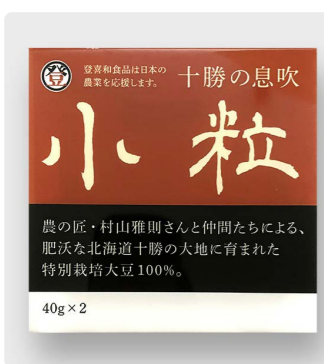 登
登喜和食品は日本の
農業を応援します。
十勝の息吹
小粒
農の匠・村山雅則さんと仲間たちによる、
肥沃な北海道十勝の大地に育まれた
特別栽培大豆100%。
40g×2